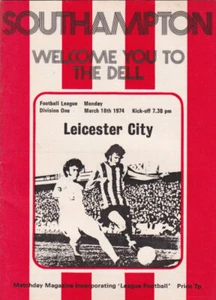 SOUTHAMPTON
WELCOME YOU TO
THE DELL
Football League Monday
Division One March 18th 1974 Kick-off 7.30 pm
Leicester City
Matchday Magazine Incorporating 'League Football' Price 7p